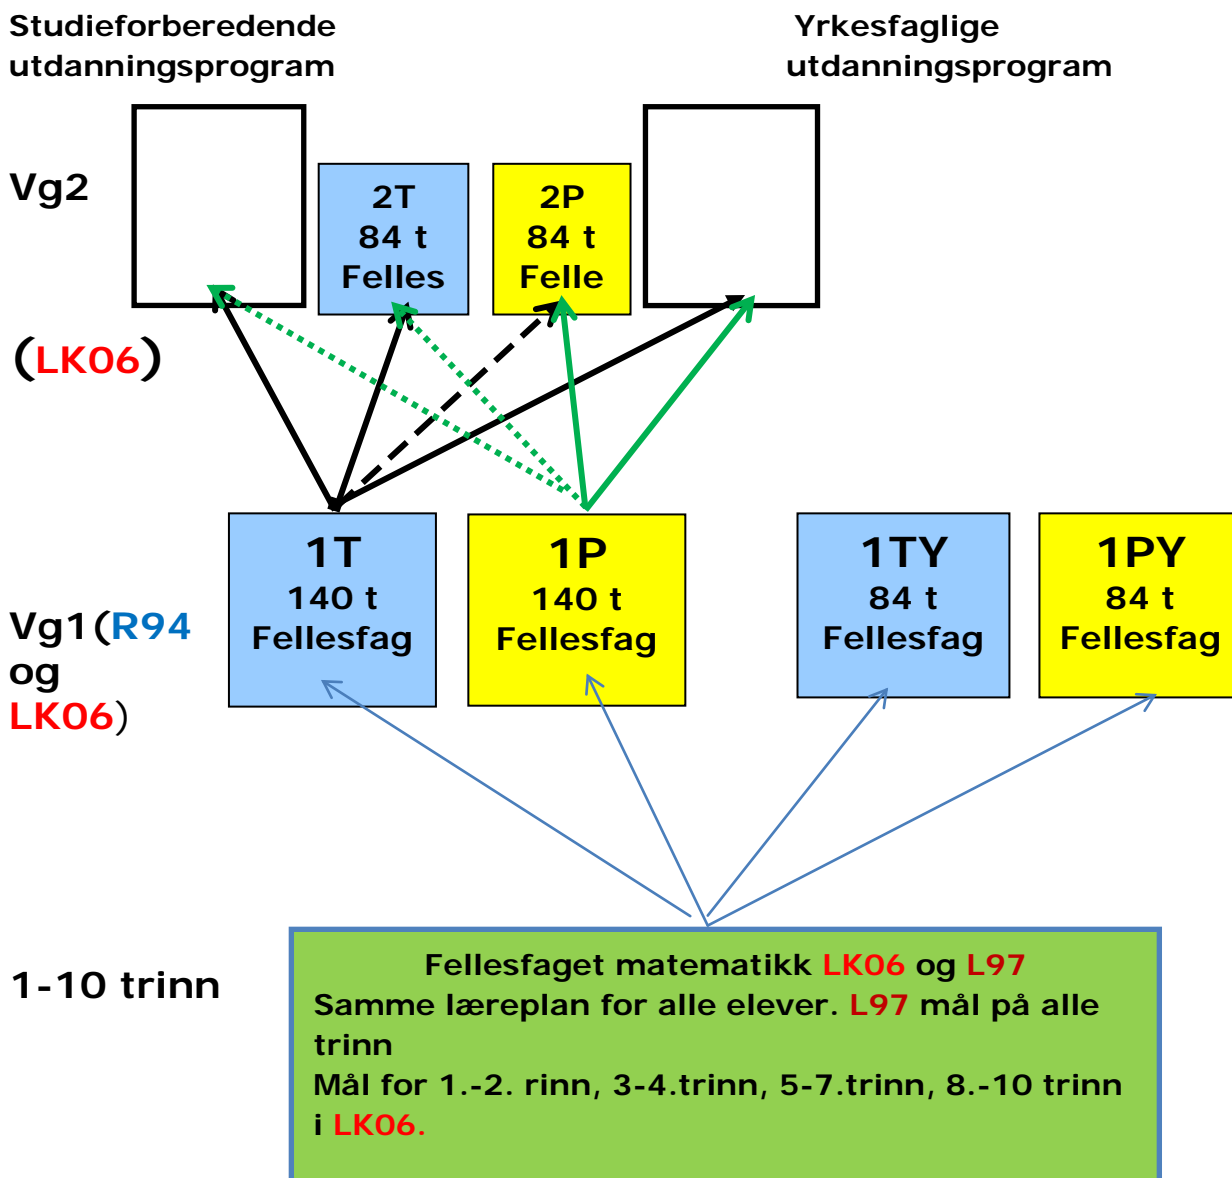 Studieforberedende
utdanningsprogram
Yrkesfaglige
utdanningsprogram
Vg2
2T
84 t
Felles
2P
84 t
Felle
(LK06)
1T
140 t
Fellesfag
1P
140 t
Fellesfag
1TY
84 t
Fellesfag
1PY
84 t
Fellesfag
Vg1(R94
og
LK06)
1-10 trinn
Fellesfaget matematikk LK06 og L97
Samme læreplan for alle elever. L97 mål på alle
trinn
Mål for 1.-2. rinn, 3-4.trinn, 5-7.trinn, 8.-10 trinn
i LK06.